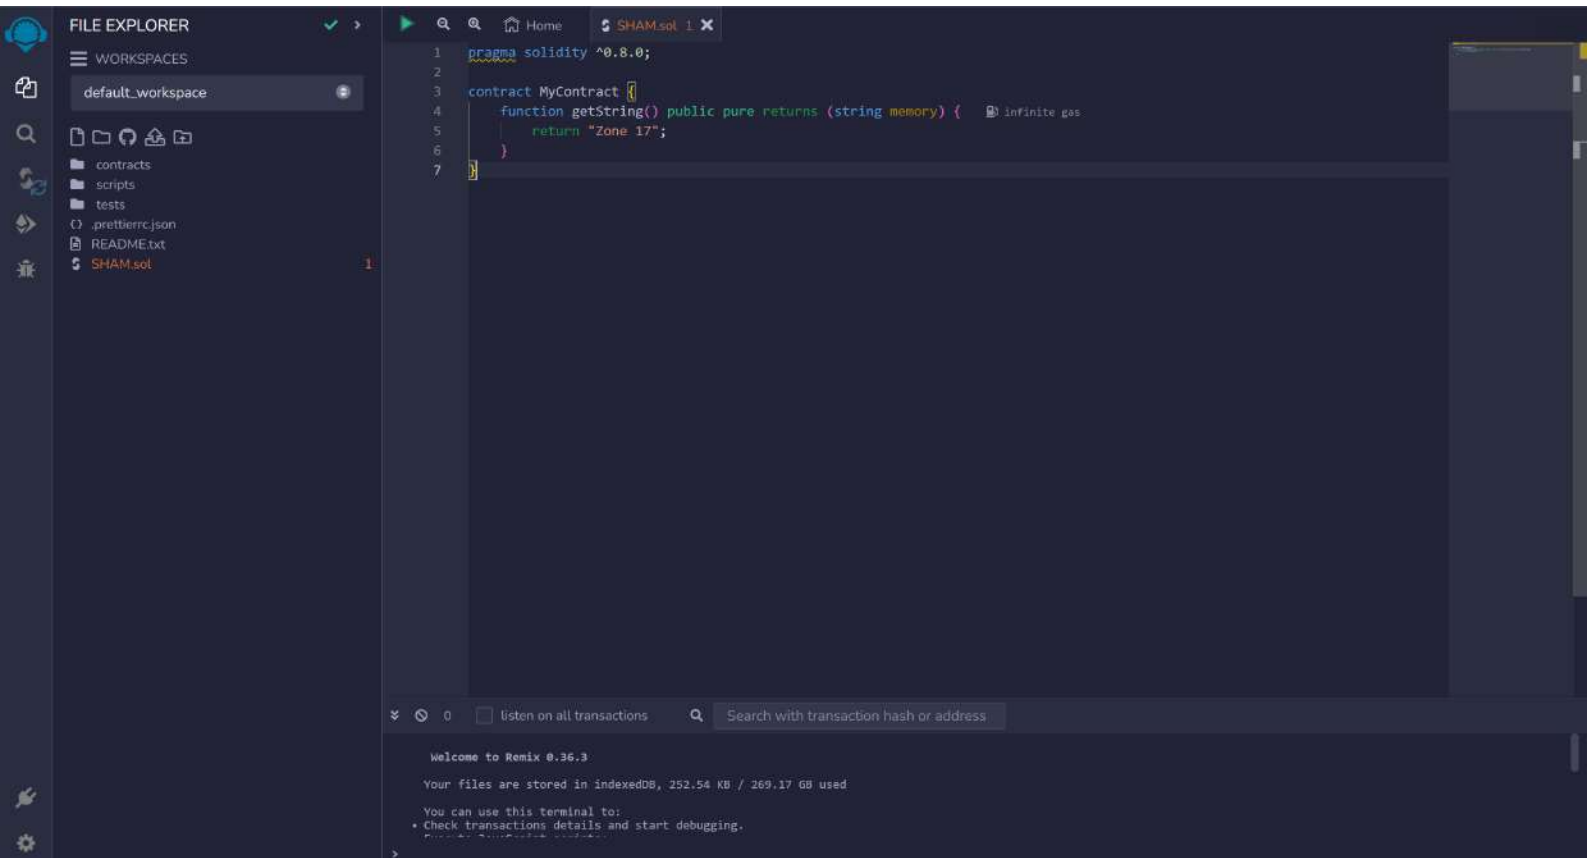 FILE EXPLORER
WORKSPACES
default_workspace
contracts
scripts
tests
.prettierrc.json
README.txt
SHAM.sol 1
Home
SHAM.sol 1
1 pragma solidity ^0.8.0;
2
3 contract MyContract {
4 function getString() public pure returns (string memory) { infinite gas
5 return "Zone 17";
6 }
7 }
0 listen on all transactions Search with transaction hash or address
Welcome to Remix 0.36.3
Your files are stored in indexedDB, 252.54 KB / 269.17 GB used
You can use this terminal to:
• Check transactions details and start debugging.
>